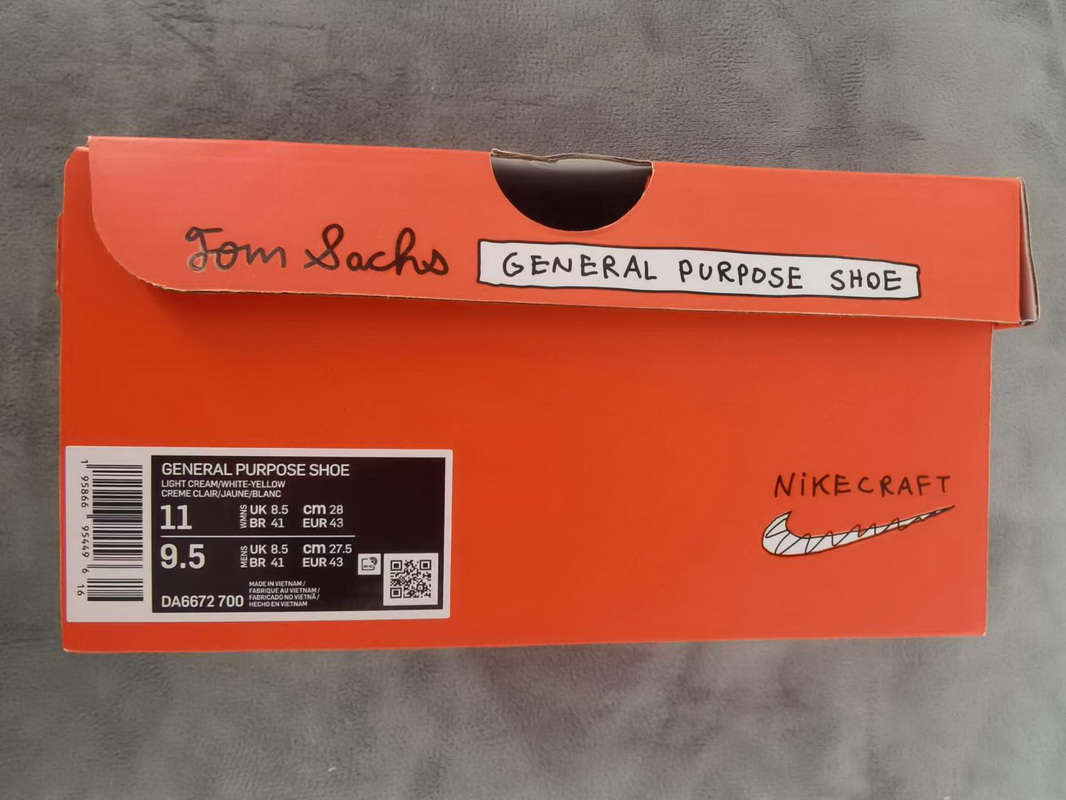 Tom Sachs
GENERAL PURPOSE SHOE
NiKECRAFT
GENERAL PURPOSE SHOE
LIGHT CREAM/WHITE-YELLOW
CREME CLAIR/JAUNE/BLANC
11 WMNS UK 8.5 cm 28
BR 41 EUR 43
9.5 MENS UK 8.5 cm 27.5
BR 41 EUR 43
MADE IN VIETNAM /
FABRIQUE AU VIETNAM /
FABRICADO NO VIETNÃ /
HECHO EN VIETNAM
DA6672 700
1 95866 95449 6 16